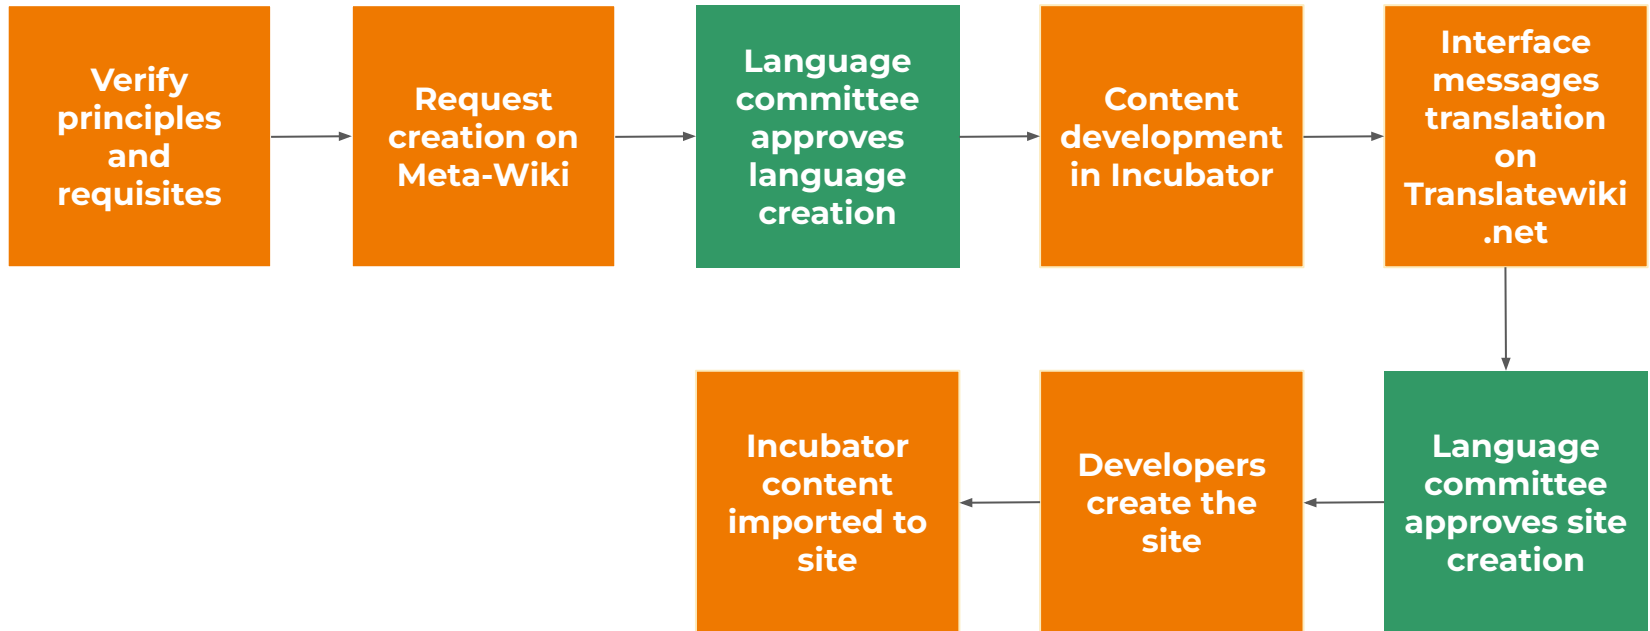 Verify
principles
and
requisites
Request
creation on
Meta-Wiki
Language
committee
approves
language
creation
Content
development
in Incubator
Interface
messages
translation
on
Translatewiki
.net
Language
committee
approves site
creation
Developers
create the
site
Incubator
content
imported to
site